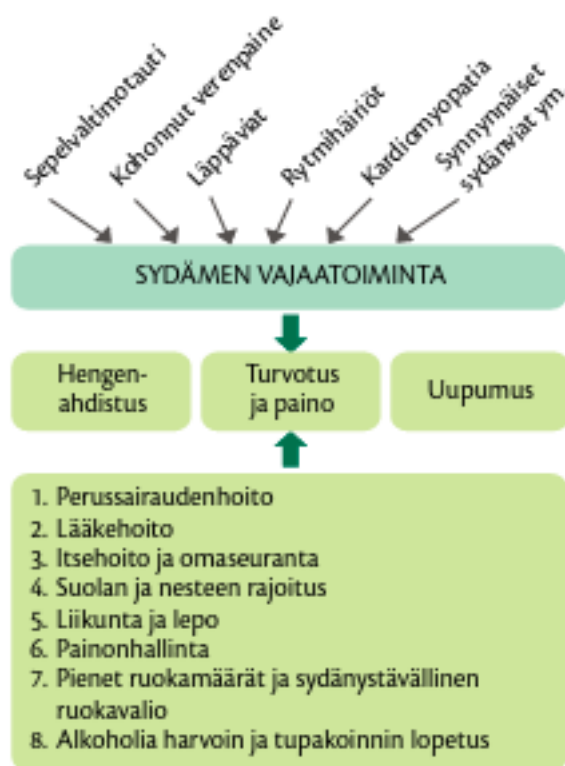 Sepelvaltimotauti
Kohonnut verenpaine
Läppäviat
Rytmihäiriöt
Kardiomyopatia
Synnynnäiset
sydänviat ym.
SYDÄMEN VAJAATOIMINTA
Hengen-
ahdistus
Turvotus
ja paino
Uupumus
1. Perussairaudenhoito
2. Lääkehoito
3. Itsehoito ja omaseuranta
4. Suolan ja nesteen rajoitus
5. Liikunta ja lepo
6. Painonhallinta
7. Pienet ruokamäärät ja sydänystävällinen
ruokavalio
8. Alkoholia harvoin ja tupakoinnin lopetus